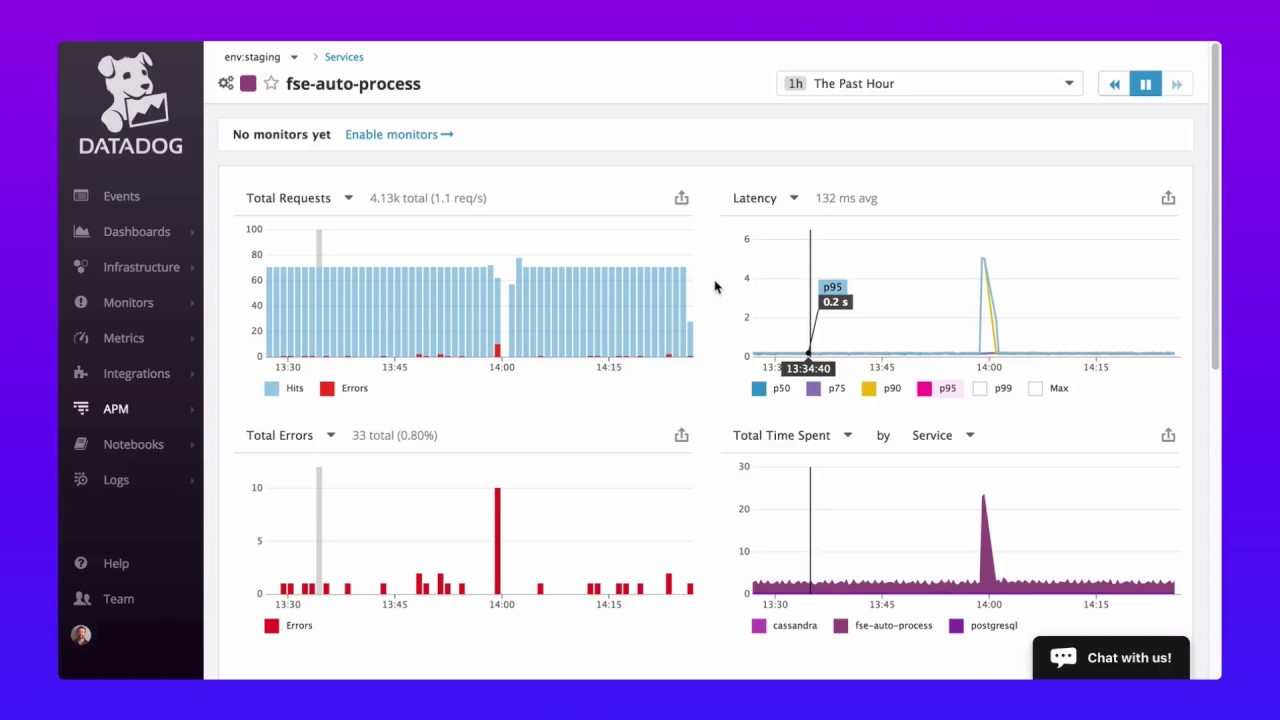 DATADOG
Events
Dashboards
Infrastructure
Monitors
Metrics
Integrations
APM
Notebooks
Logs
Help
Team
env:staging > Services
fse-auto-process
1h The Past Hour
No monitors yet Enable monitors→
Total Requests 4.13k total (1.1 req/s)
100
80
60
40
20
0
13:30 13:45 14:00 14:15
Hits Errors
Latency 132 ms avg
6
4
2
0
p95
0.2 s
13:3 13:45 14:00 14:15
13:34:40
p50 p75 p90 p95 p99 Max
Total Errors 33 total (0.80%)
10
5
0
13:30 13:45 14:00 14:15
Errors
Total Time Spent by Service
30
20
10
0
13:30 13:45 14:00 14:15
cassandra fse-auto-process postgresql
Chat with us!